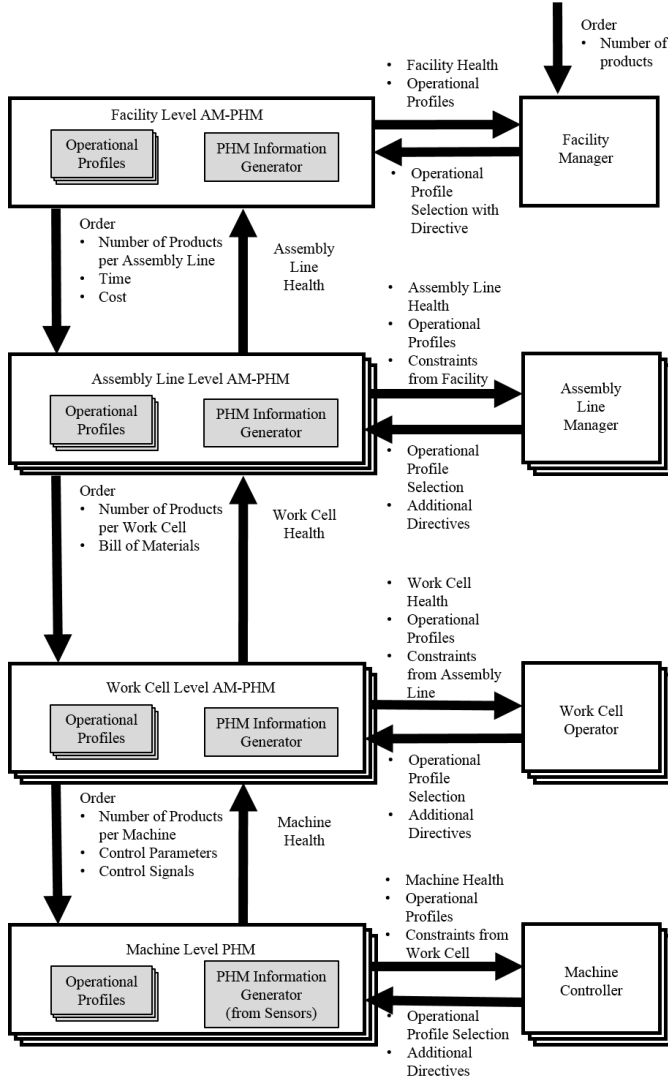 Order
• Number of
products
• Facility Health
• Operational
Profiles
Facility Level AM-PHM
Operational
Profiles
PHM Information
Generator
Facility
Manager
• Operational
Profile
Selection with
Directive
Order
• Number of Products
per Assembly Line
• Time
• Cost
Assembly
Line
Health
• Assembly Line
Health
• Operational
Profiles
• Constraints
from Facility
Assembly Line Level AM-PHM
Operational
Profiles
PHM Information
Generator
Assembly
Line
Manager
• Operational
Profile
Selection
• Additional
Directives
Order
• Number of Products
per Work Cell
• Bill of Materials
Work Cell
Health
• Work Cell
Health
• Operational
Profiles
• Constraints
from Assembly
Line
Work Cell Level AM-PHM
Operational
Profiles
PHM Information
Generator
Work Cell
Operator
• Operational
Profile
Selection
• Additional
Directives
Order
• Number of Products
per Machine
• Control Parameters
• Control Signals
Machine
Health
• Machine Health
• Operational
Profiles
• Constraints from
Work Cell
Machine Level PHM
Operational
Profiles
PHM Information
Generator
(from Sensors)
Machine
Controller
• Operational
Profile Selection
• Additional
Directives